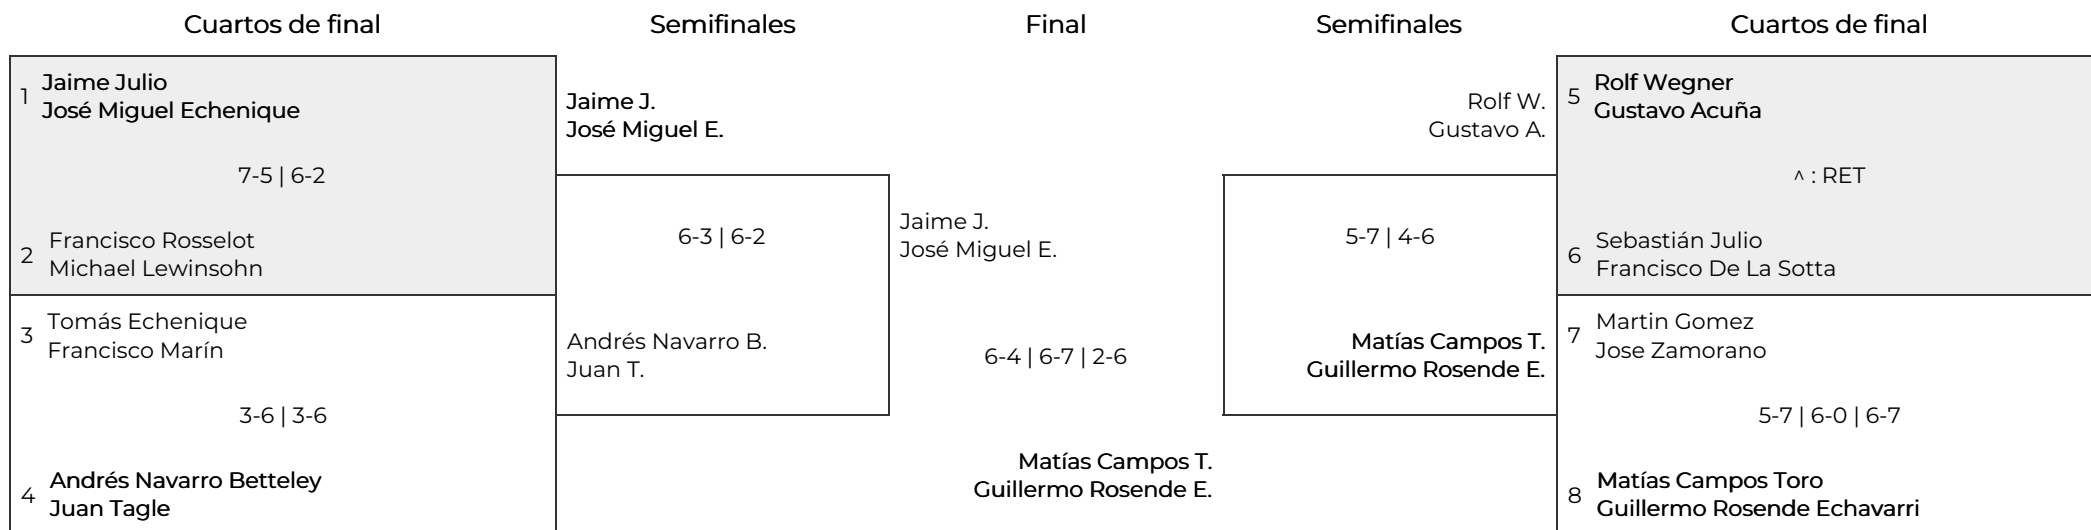 Cuartos de final
Semifinales
Final
Semifinales
Cuartos de final
1
Jaime Julio
José Miguel Echenique
7-5 | 6-2
2
Francisco Rosselot
Michael Lewinsohn
3
Tomás Echenique
Francisco Marín
3-6 | 3-6
4
Andrés Navarro Betteley
Juan Tagle
Jaime J.
José Miguel E.
6-3 | 6-2
Andrés Navarro B.
Juan T.
Jaime J.
José Miguel E.
6-4 | 6-7 | 2-6
Matías Campos T.
Guillermo Rosende E.
Rolf W.
Gustavo A.
5-7 | 4-6
Matías Campos T.
Guillermo Rosende E.
5
Rolf Wegner
Gustavo Acuña
^ : RET
6
Sebastián Julio
Francisco De La Sotta
7
Martin Gomez
Jose Zamorano
5-7 | 6-0 | 6-7
8
Matías Campos Toro
Guillermo Rosende Echavarri